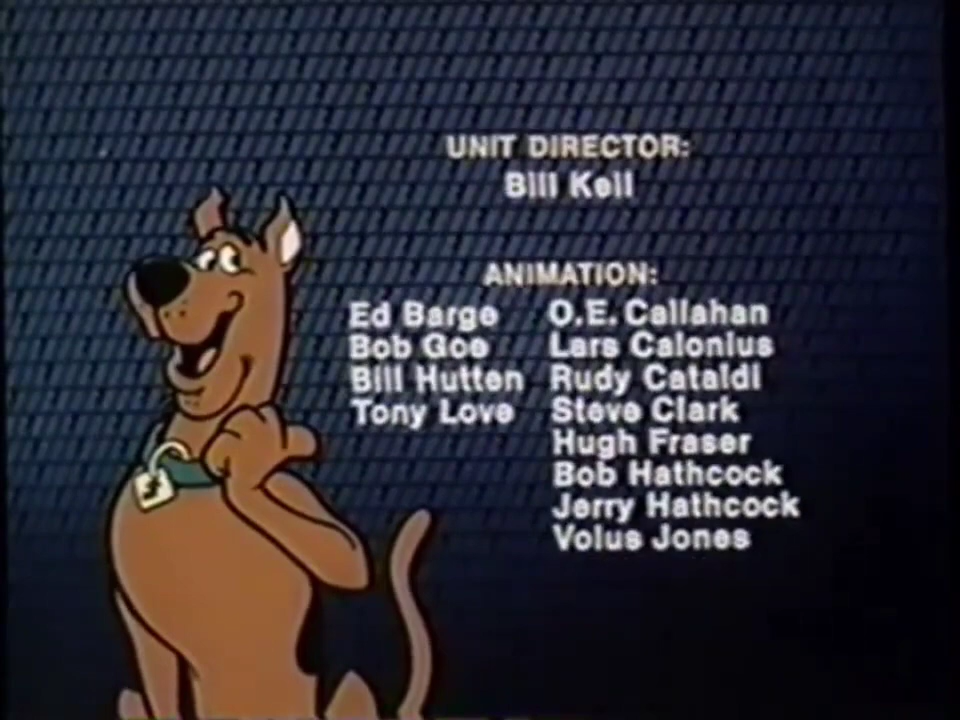 UNIT DIRECTOR:
Bill Keil
ANIMATION:
Ed Barge
Bob Goe
Bill Hutten
Tony Love
O.E. Callahan
Lars Calonius
Rudy Cataldi
Steve Clark
Hugh Fraser
Bob Hathcock
Jerry Hathcock
Volus Jones